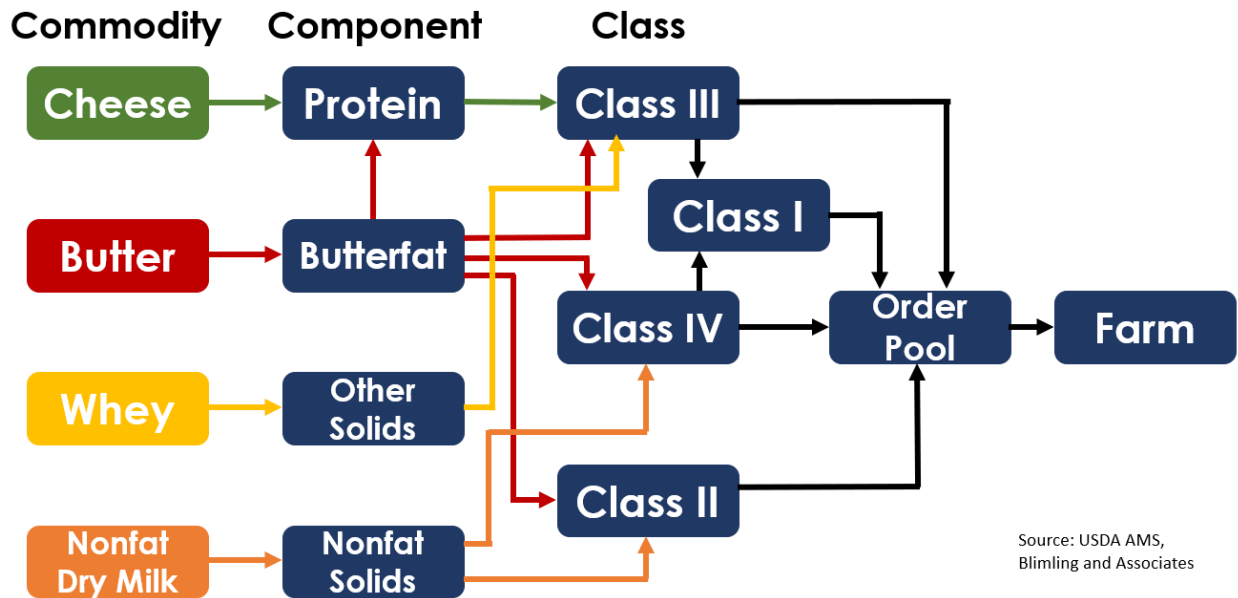 Commodity
Component
Class
Cheese
Protein
Class III
Class I
Butter
Butterfat
Class IV
Order
Pool
Farm
Whey
Other
Solids
Class II
Nonfat
Dry Milk
Nonfat
Solids
Source: USDA AMS,
Blimling and Associates